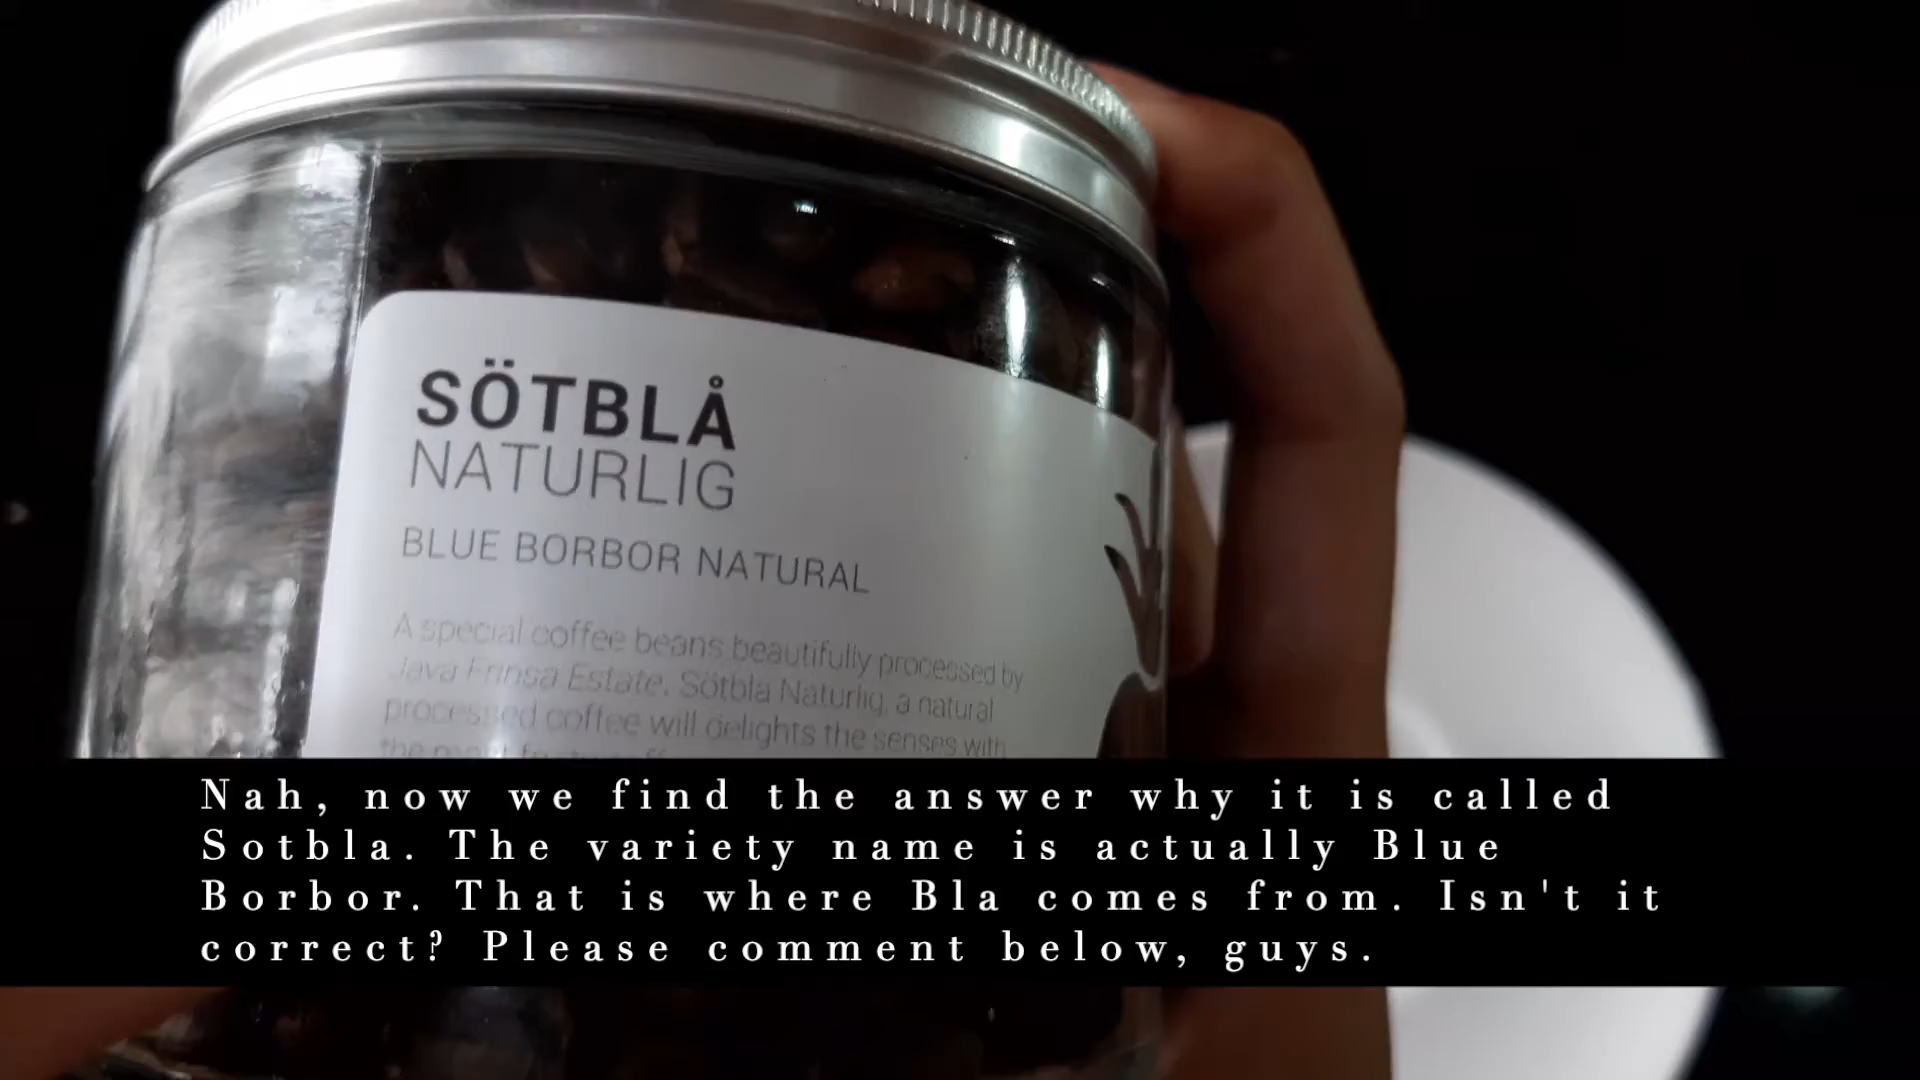 SÖTBLÅ
NATURLIG
BLUE BORBOR NATURAL
A special coffee beans beautifully processed by
Java Frinsa Estate. Sötbla Naturlig, a natural
processed coffee will delights the senses with
the most
Nah, now we find the answer why it is called
Sotbla. The variety name is actually Blue
Borbor. That is where Bla comes from. Isn't it
correct? Please comment below, guys.